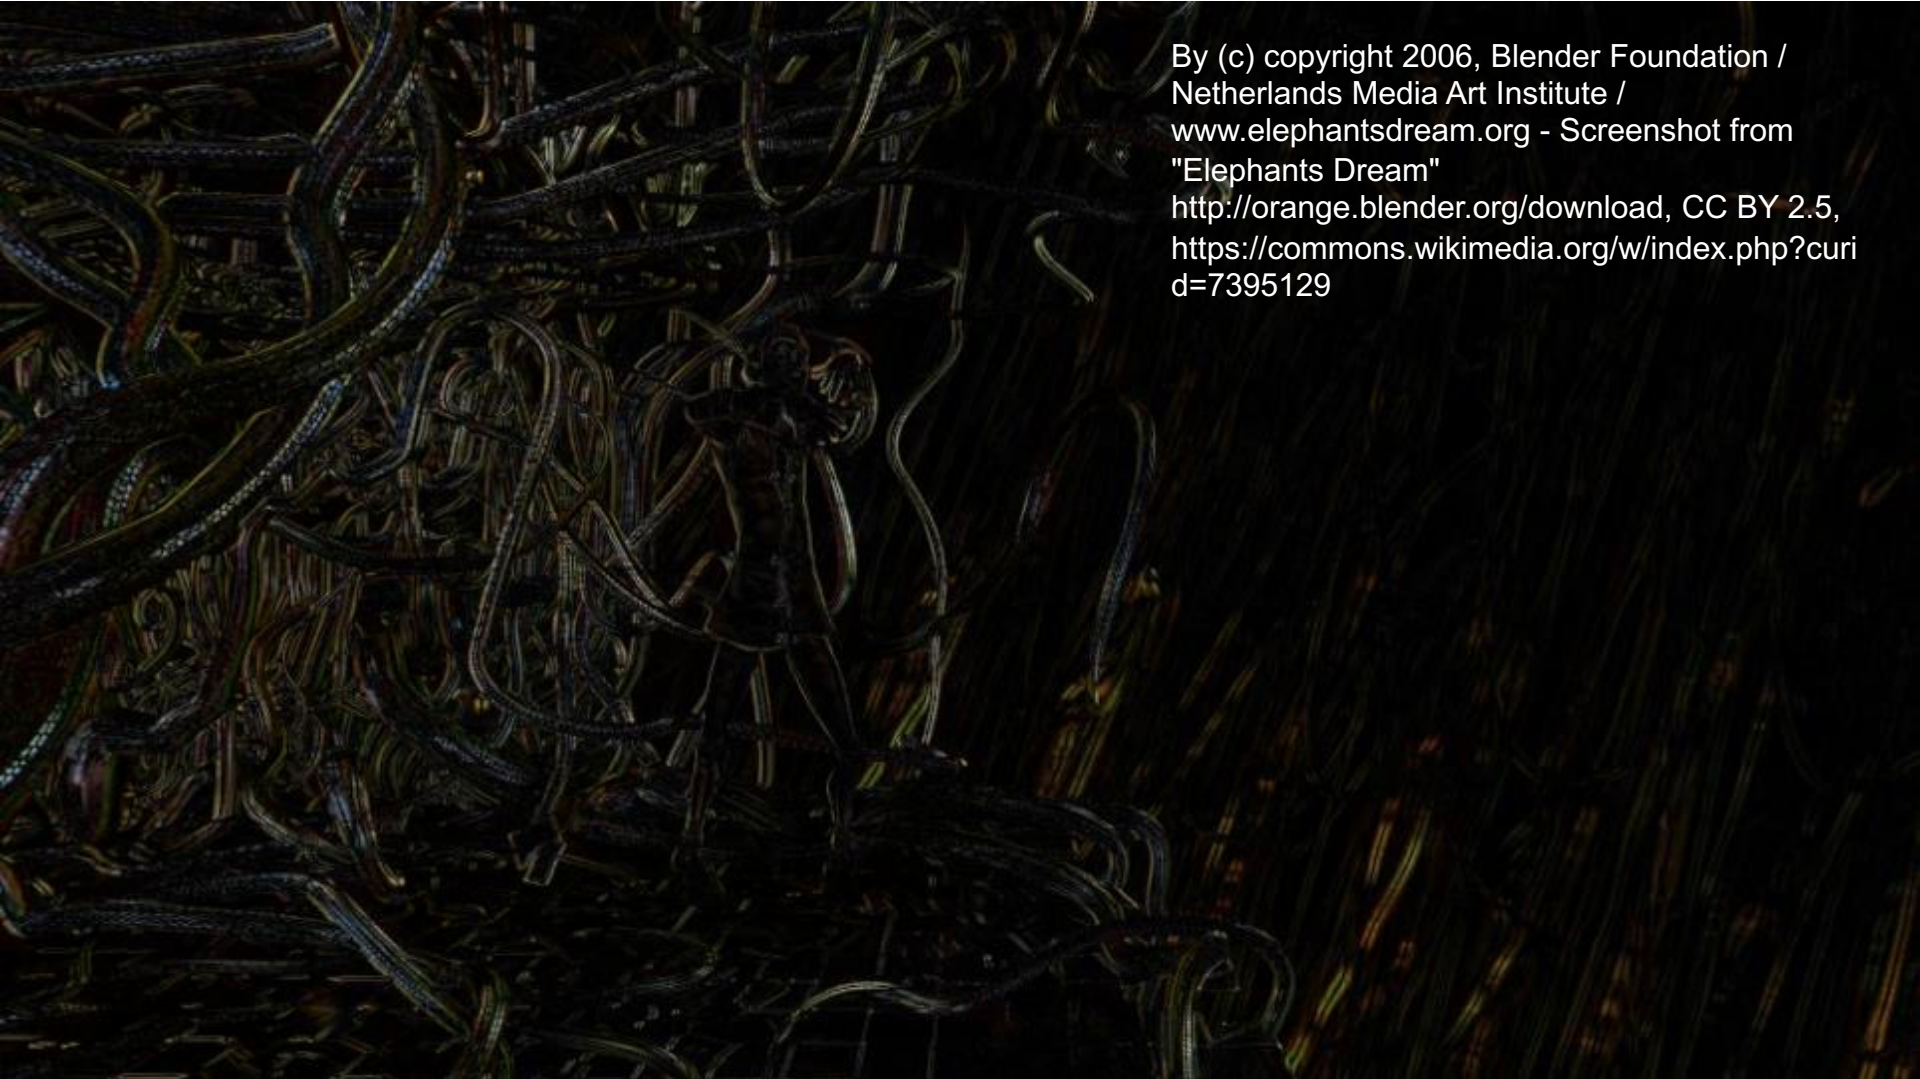 By (c) copyright 2006, Blender Foundation /
Netherlands Media Art Institute /
www.elephantsdream.org - Screenshot from
"Elephants Dream"
http://orange.blender.org/download, CC BY 2.5,
https://commons.wikimedia.org/w/index.php?curi
d=7395129